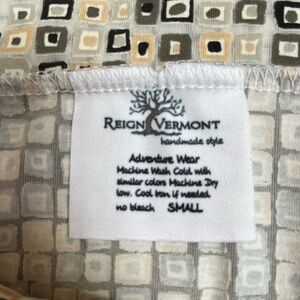 REIGN VERMONT
handmade style
Adventure Wear
Machine Wash Cold with
similar colors Machine Dry
low. Cool Iron if needed
no bleach SMALL